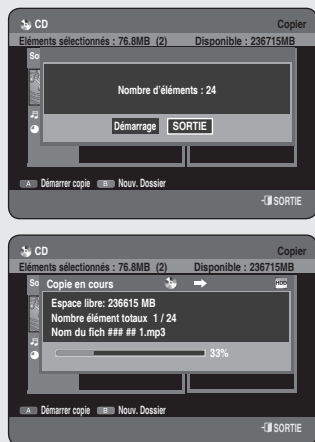 CD Copier
Eléments sélectionnés : 76.8MB (2) Disponible : 236715MB
So
Nombre d'éléments : 24
Démarrage SORTIE
A Démarrer copie B Nouv. Dossier
SORTIE
CD Copier
Eléments sélectionnés : 76.8MB (2) Disponible : 236715MB
So Copie en cours HDD
Espace libre: 236615 MB
Nombre élément totaux 1 / 24
Nom du fich ### ## 1.mp3
33%
A Démarrer copie B Nouv. Dossier
SORTIE